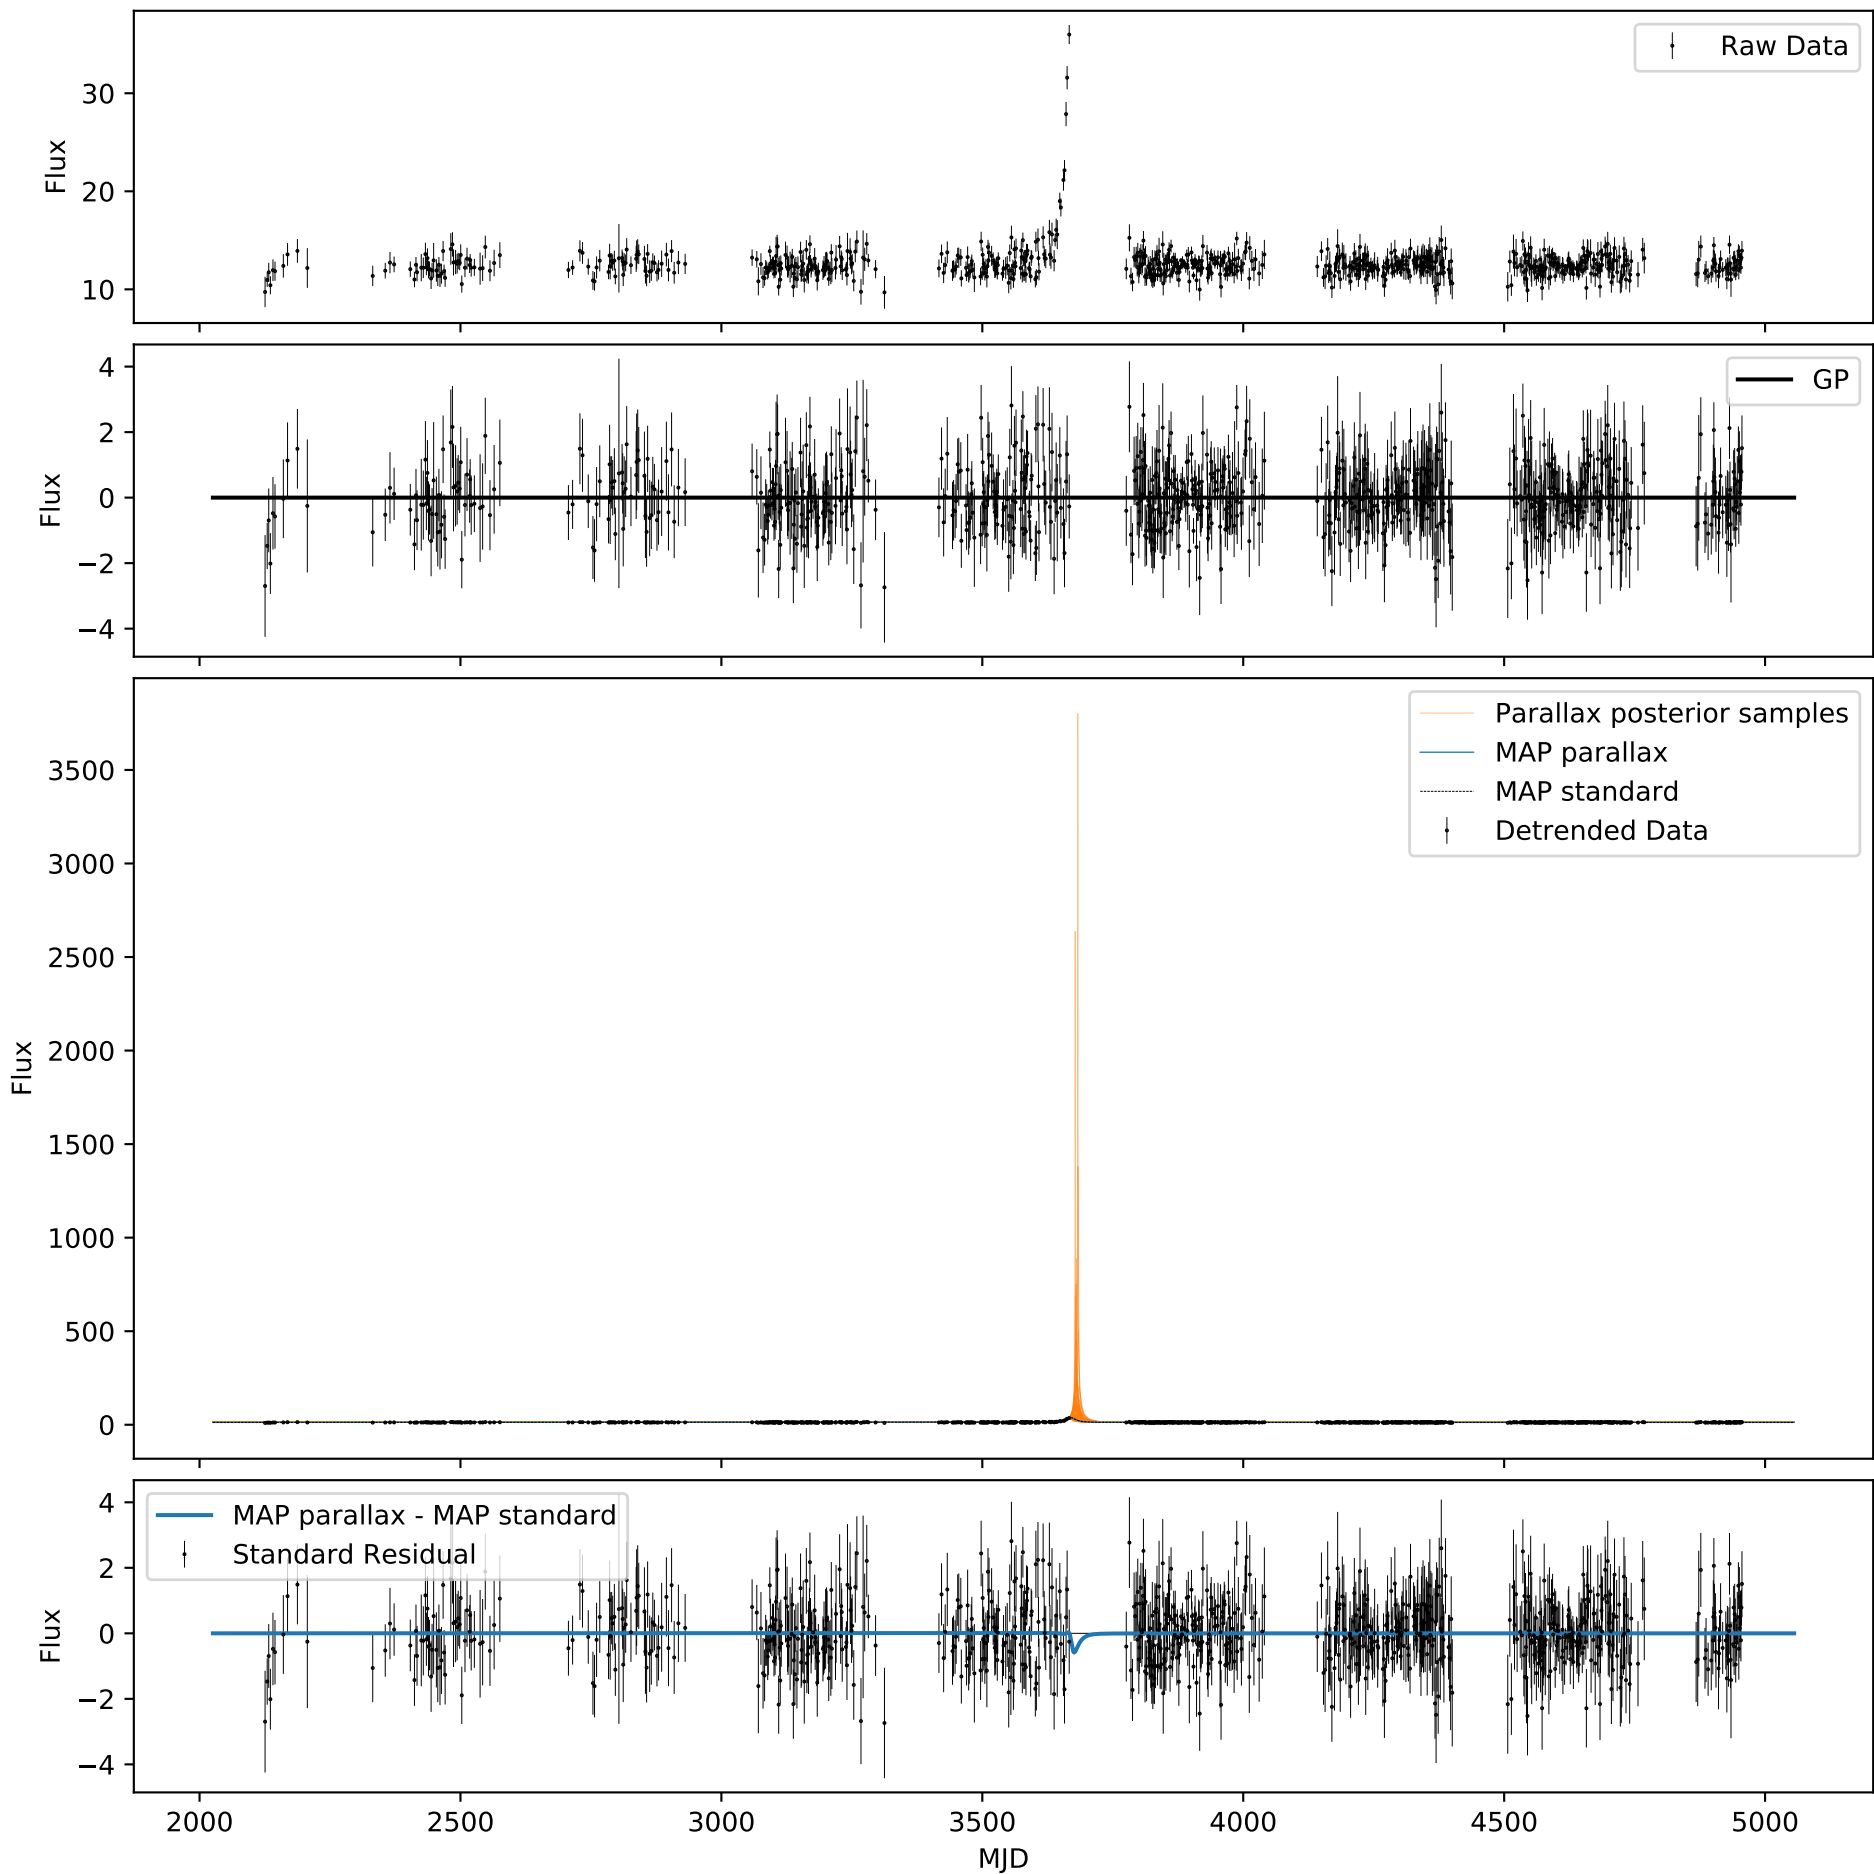 Raw Data
30
20
10
Flux
GP
4
2
0
−2
−4
Flux
Parallax posterior samples
MAP parallax
MAP standard
Detrended Data
3500
3000
2500
2000
1500
1000
500
0
Flux
MAP parallax - MAP standard
Standard Residual
4
2
0
−2
−4
Flux
2000 2500 3000 3500 4000 4500 5000
MJD